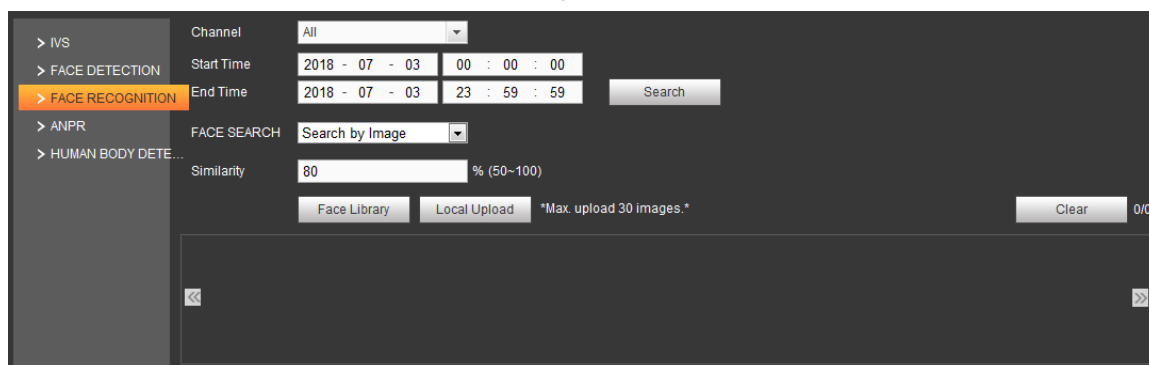 > IVS
> FACE DETECTION
> FACE RECOGNITION
> ANPR
> HUMAN BODY DETE...
Channel All
Start Time 2018 - 07 - 03 00 : 00 : 00
End Time 2018 - 07 - 03 23 : 59 : 59 Search
FACE SEARCH Search by Image
Similarity 80 % (50~100)
Face Library Local Upload *Max. upload 30 images.* Clear 0/0